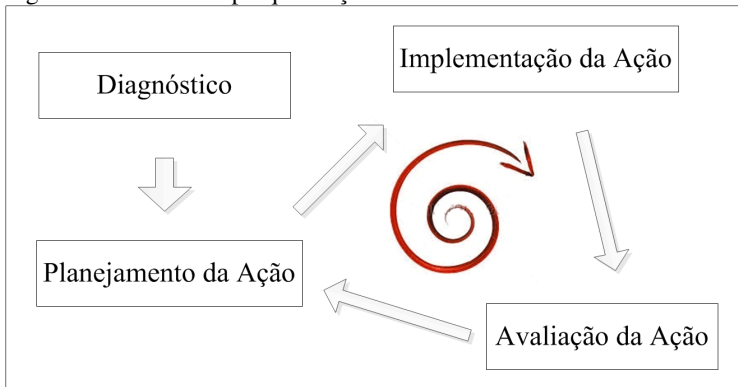 Implementação da Ação
Diagnóstico
Planejamento da Ação
Avaliação da Ação